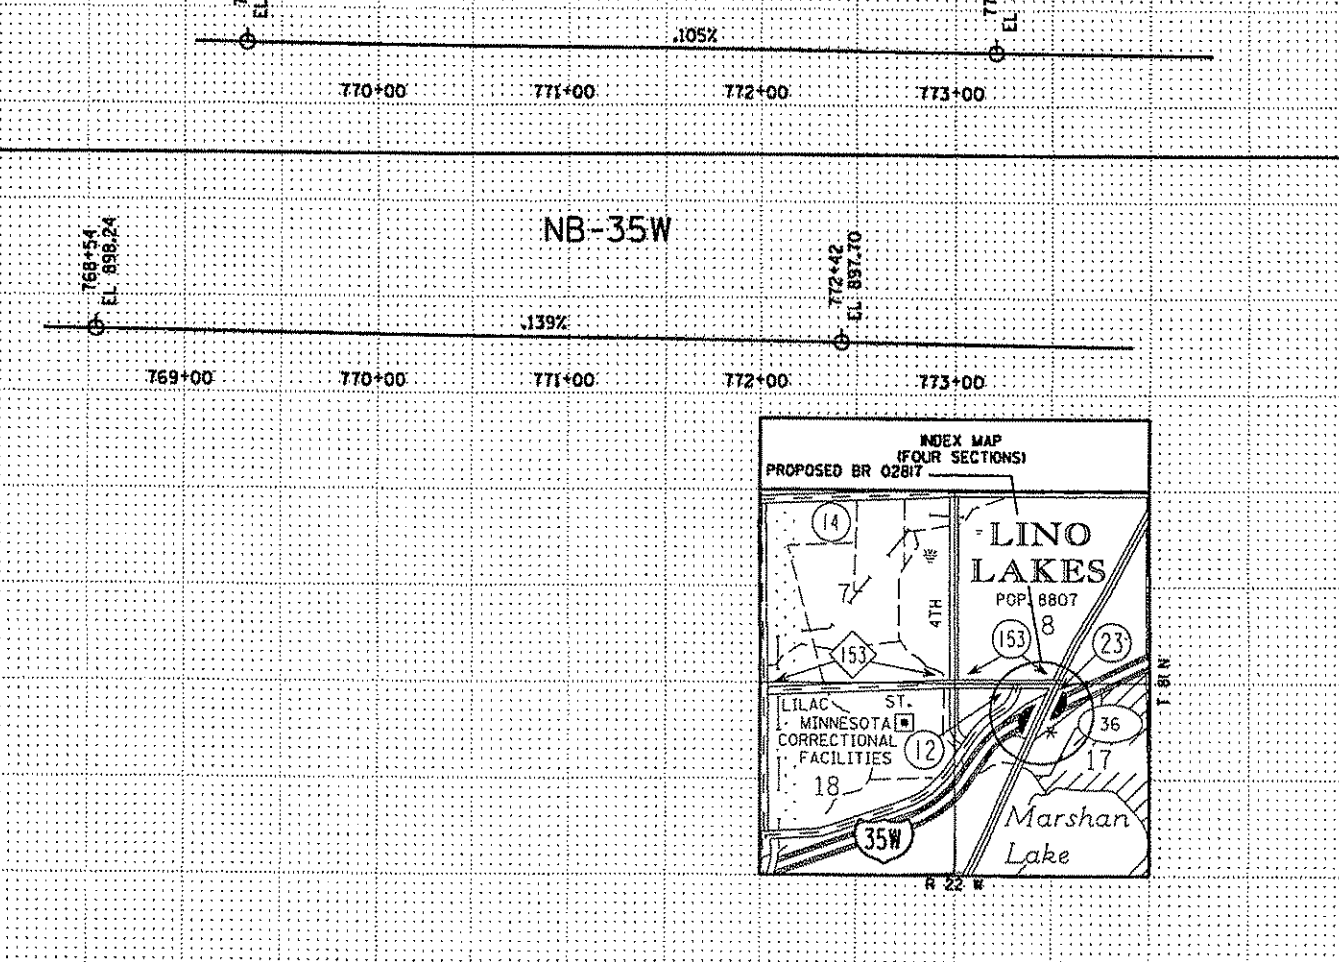 EL
EL
.105%
770+00 771+00 772+00 773+00
NB-35W
768+54
EL 898.24
772+42
EL 897.70
.139%
769+00 770+00 771+00 772+00 773+00
INDEX MAP
(FOUR SECTIONS)
PROPOSED BR 02817
14
LINO
LAKES
POP. 8807
7
4TH
8
153
153
23
T 81 N
LILAC ST.
MINNESOTA
CORRECTIONAL
FACILITIES
12
36
17
18
Marshan
Lake
35W
R 22 W